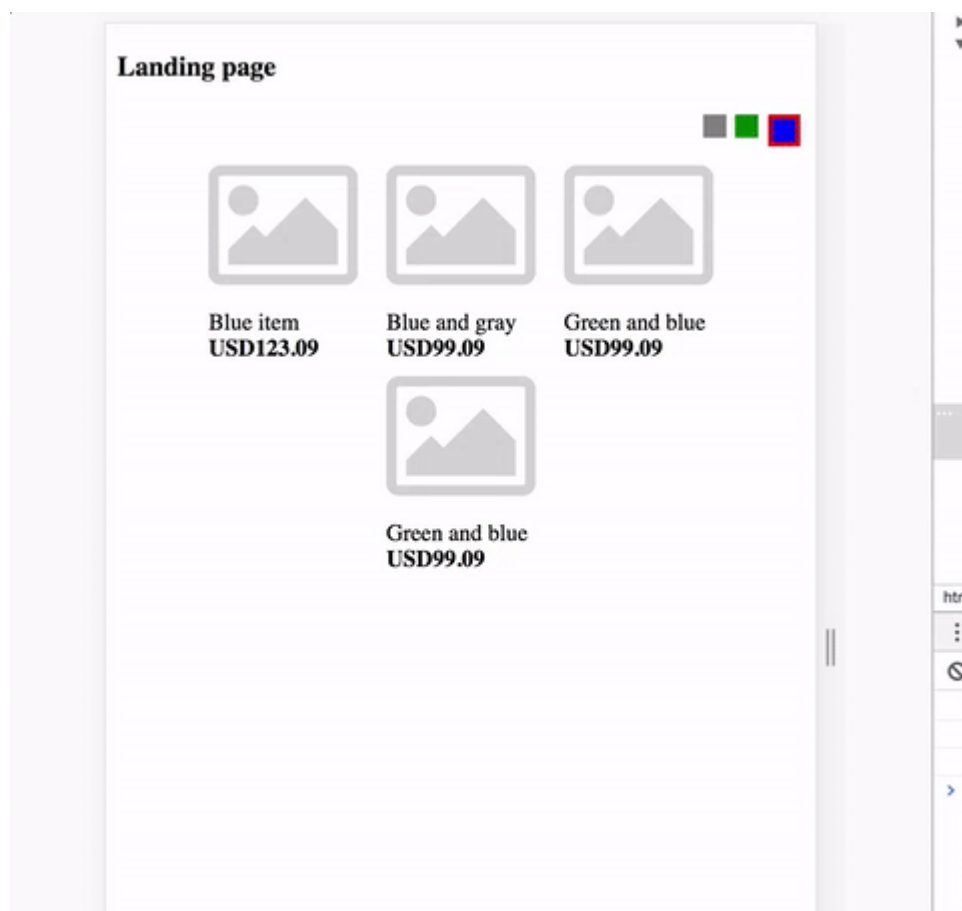 Landing page
Blue item
USD123.09
Blue and gray
USD99.09
Green and blue
USD99.09
Green and blue
USD99.09